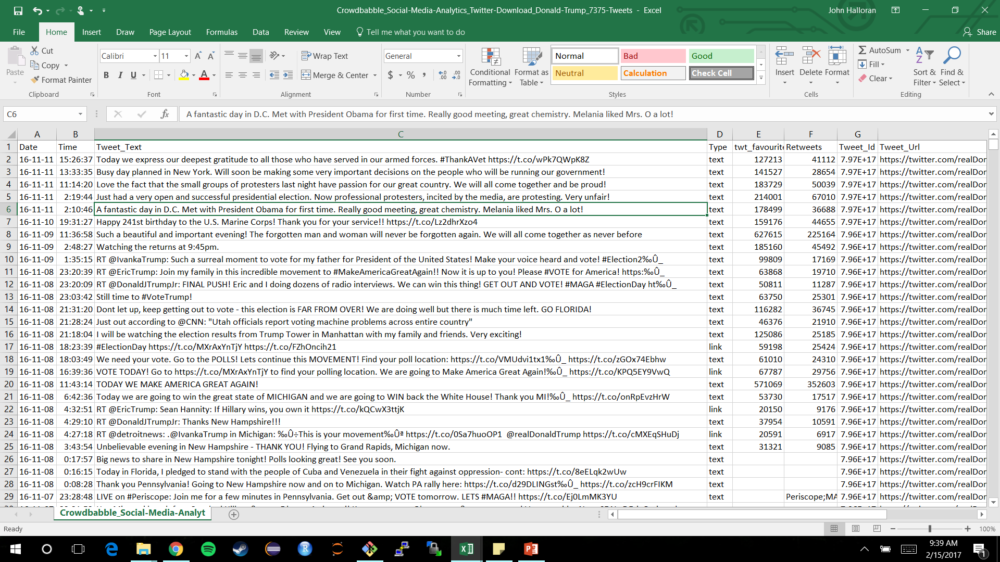 Crowdbabble_Social-Media-Analytics_Twitter-Download_Donald-Trump_7375-Tweets - Excel
John Halloran
File Home Insert Draw Page Layout Formulas Data Review View Tell me what you want to do Share
Paste Cut Copy Format Painter Clipboard
Calibri 11 B I U A Font
Wrap Text Merge & Center Alignment
General $ % , Number
Conditional Formatting Format as Table Normal Bad Good Neutral Calculation Check Cell Styles
Insert Delete Format Cells
AutoSum Fill Clear Sort & Filter Find & Select Editing
C6 fx A fantastic day in D.C. Met with President Obama for first time. Really good meeting, great chemistry. Melania liked Mrs. O a lot!
A B C D E F G
1 Date Time Tweet_Text Type twt_favourite Retweets Tweet_Id Tweet_Url
2 16-11-11 15:26:37 Today we express our deepest gratitude to all those who have served in our armed forces. #ThankAVet https://t.co/wPk7QWpK8Z text 127213 41112 7.97E+17 https://twitter.com/realDor
3 16-11-11 13:33:35 Busy day planned in New York. Will soon be making some very important decisions on the people who will be running our government! text 141527 28654 7.97E+17 https://twitter.com/realDor
4 16-11-11 11:14:20 Love the fact that the small groups of protesters last night have passion for our great country. We will all come together and be proud! text 183729 50039 7.97E+17 https://twitter.com/realDor
5 16-11-11 2:19:44 Just had a very open and successful presidential election. Now professional protesters, incited by the media, are protesting. Very unfair! text 214001 67010 7.97E+17 https://twitter.com/realDor
6 16-11-11 2:10:46 A fantastic day in D.C. Met with President Obama for first time. Really good meeting, great chemistry. Melania liked Mrs. O a lot! text 178499 36688 7.97E+17 https://twitter.com/realDor
7 16-11-10 19:31:27 Happy 241st birthday to the U.S. Marine Corps! Thank you for your service!! https://t.co/Lz2dhrXzo4 text 159176 44655 7.97E+17 https://twitter.com/realDor
8 16-11-09 11:36:58 Such a beautiful and important evening! The forgotten man and woman will never be forgotten again. We will all come together as never before text 627615 225164 7.96E+17 https://twitter.com/realDor
9 16-11-09 2:48:27 Watching the returns at 9:45pm. text 185160 45492 7.96E+17 https://twitter.com/realDor
10 16-11-09 1:35:15 RT @IvankaTrump: Such a surreal moment to vote for my father for President of the United States! Make your voice heard and vote! #Election2‰Û_ text 99809 17169 7.96E+17 https://twitter.com/realDor
11 16-11-08 23:20:39 RT @EricTrump: Join my family in this incredible movement to #MakeAmericaGreatAgain!! Now it is up to you! Please #VOTE for America! https:‰Û_ text 63868 19710 7.96E+17 https://twitter.com/realDor
12 16-11-08 23:20:09 RT @DonaldJTrumpJr: FINAL PUSH! Eric and I doing dozens of radio interviews. We can win this thing! GET OUT AND VOTE! #MAGA #ElectionDay ht‰Û_ text 50811 11287 7.96E+17 https://twitter.com/realDor
13 16-11-08 23:03:42 Still time to #VoteTrump! text 63750 25301 7.96E+17 https://twitter.com/realDor
14 16-11-08 21:31:20 Dont let up, keep getting out to vote - this election is FAR FROM OVER! We are doing well but there is much time left. GO FLORIDA! text 116282 36745 7.96E+17 https://twitter.com/realDor
15 16-11-08 21:28:24 Just out according to @CNN: "Utah officials report voting machine problems across entire country" text 46376 21910 7.96E+17 https://twitter.com/realDor
16 16-11-08 21:18:04 I will be watching the election results from Trump Tower in Manhattan with my family and friends. Very exciting! text 125086 25185 7.96E+17 https://twitter.com/realDor
17 16-11-08 18:23:39 #ElectionDay https://t.co/MXrAxYnTjY https://t.co/FZhOncih21 link 59198 25424 7.96E+17 https://twitter.com/realDor
18 16-11-08 18:03:49 We need your vote. Go to the POLLS! Lets continue this MOVEMENT! Find your poll location: https://t.co/VMUdvi1tx1‰Û_ https://t.co/zGOx74Ebhw text 61010 24310 7.96E+17 https://twitter.com/realDor
19 16-11-08 16:39:36 VOTE TODAY! Go to https://t.co/MXrAxYnTjY to find your polling location. We are going to Make America Great Again!‰Û_ https://t.co/KPQ5EY9VwQ link 67787 29756 7.96E+17 https://twitter.com/realDor
20 16-11-08 11:43:14 TODAY WE MAKE AMERICA GREAT AGAIN! text 571069 352603 7.96E+17 https://twitter.com/realDor
21 16-11-08 6:42:36 Today we are going to win the great state of MICHIGAN and we are going to WIN back the White House! Thank you MI!‰Û_ https://t.co/onRpEvzHrW text 53730 17517 7.96E+17 https://twitter.com/realDor
22 16-11-08 4:32:51 RT @EricTrump: Sean Hannity: If Hillary wins, you own it https://t.co/kQCwX3ttjK link 20150 9176 7.96E+17 https://twitter.com/realDor
23 16-11-08 4:29:10 RT @DonaldJTrumpJr: Thanks New Hampshire!!! text 37954 10591 7.96E+17 https://twitter.com/realDor
24 16-11-08 4:27:18 RT @detroitnews: .@IvankaTrump in Michigan: ‰Û÷This is your movement‰Ûª https://t.co/0Sa7huoOP1 @realDonaldTrump https://t.co/cMXEqSHuDj link 20591 6917 7.96E+17 https://twitter.com/realDor
25 16-11-08 3:43:54 Unbelievable evening in New Hampshire - THANK YOU! Flying to Grand Rapids, Michigan now. text 31321 9085 7.96E+17 https://twitter.com/realDor
26 16-11-08 0:17:57 Big news to share in New Hampshire tonight! Polls looking great! See you soon. text 7.96E+17 https://twitter.com/realDor
27 16-11-08 0:16:15 Today in Florida, I pledged to stand with the people of Cuba and Venezuela in their fight against oppression- cont: https://t.co/8eELqk2wUw text 7.96E+17 https://twitter.com/realDor
28 16-11-08 0:08:28 Thank you Pennsylvania! Going to New Hampshire now and on to Michigan. Watch PA rally here: https://t.co/d29DLINGst‰Û_ https://t.co/zcH9crFIKM text 7.96E+17 https://twitter.com/realDor
29 16-11-07 23:28:48 LIVE on #Periscope: Join me for a few minutes in Pennsylvania. Get out &amp; VOTE tomorrow. LETS #MAGA!! https://t.co/Ej0LmMK3YU text Periscope;MA 7.96E+17 https://twitter.com/realDor
Crowdbabble_Social-Media-Analyt
Ready 100%
9:39 AM
2/15/2017
1